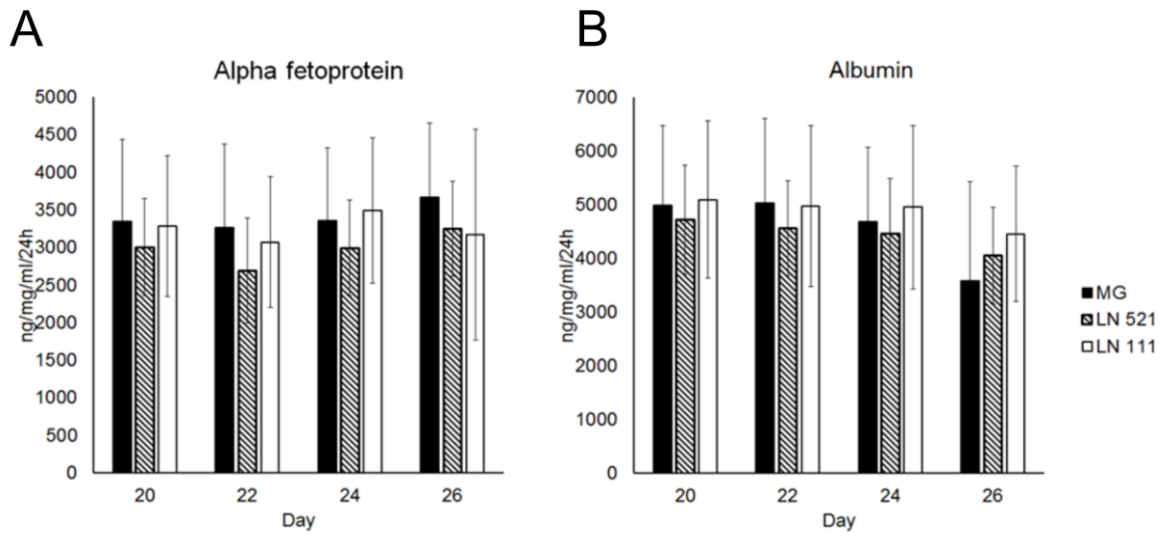 A
Alpha fetoprotein
5000
4500
4000
3500
3000
2500
2000
1500
1000
500
0
ng/mg/ml/24h
20 22 24 26
Day
B
Albumin
7000
6000
5000
4000
3000
2000
1000
0
ng/mg/ml/24h
20 22 24 26
Day
MG
LN 521
LN 111